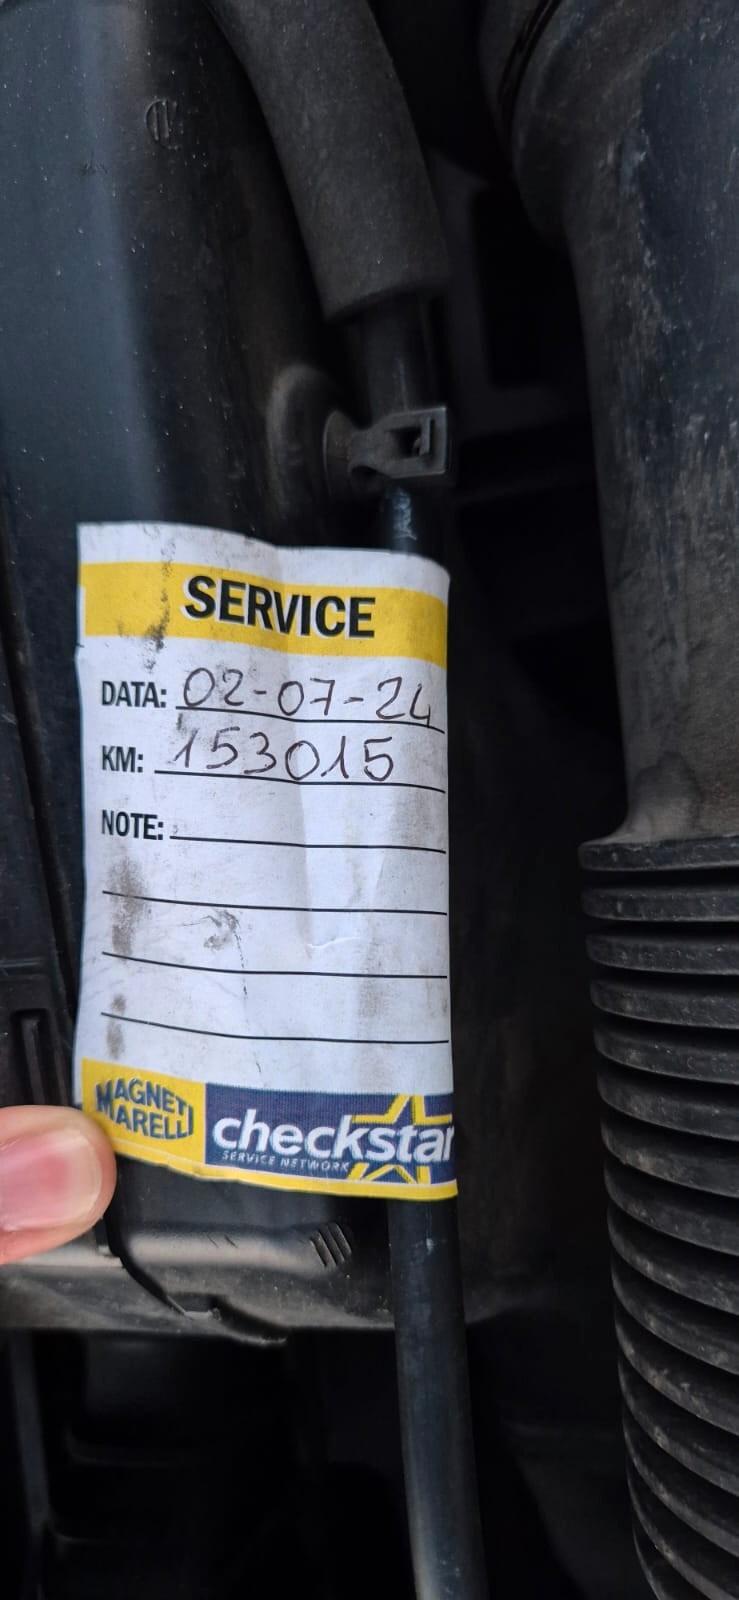 SERVICE
DATA: 02-07-24
KM: 153015
NOTE:
MAGNETI
MARELLI
checkstar
SERVICE NETWORK